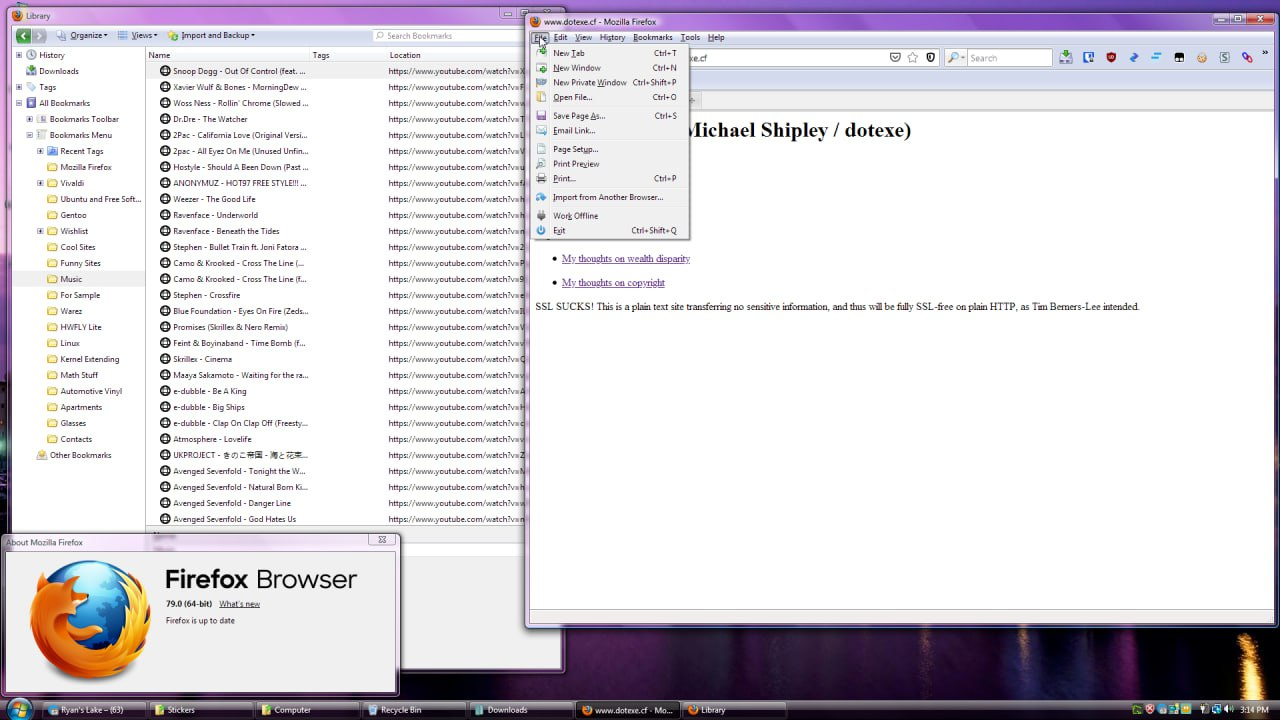 Library
Organize
Views
Import and Backup
Search Bookmarks
History
Downloads
Tags
All Bookmarks
Bookmarks Toolbar
Bookmarks Menu
Recent Tags
Mozilla Firefox
Vivaldi
Ubuntu and Free Soft...
Gentoo
Wishlist
Cool Sites
Funny Sites
Music
For Sample
Warez
HWFLY Lite
Linux
Kernel Extending
Math Stuff
Automotive Vinyl
Apartments
Glasses
Contacts
Other Bookmarks
Name Tags Location
Snoop Dogg - Out Of Control (feat. ... https://www.youtube.com/watch?v=X
Xavier Wulf & Bones - MorningDew ... https://www.youtube.com/watch?v=
Woss Ness - Rollin' Chrome (Slowed ... https://www.youtube.com/watch?v=
Dr.Dre - The Watcher https://www.youtube.com/watch?v=
2Pac - California Love (Original Versi... https://www.youtube.com/watch?v=
2pac - All Eyez On Me (Unused Unfin... https://www.youtube.com/watch?v=
Hostyle - Should A Been Down (Past ... https://www.youtube.com/watch?v=
ANONYMUZ - HOT97 FREE STYLE!!! ... https://www.youtube.com/watch?v=
Weezer - The Good Life https://www.youtube.com/watch?v=
Ravenface - Underworld https://www.youtube.com/watch?v=
Ravenface - Beneath the Tides https://www.youtube.com/watch?v=
Stephen - Bullet Train ft. Joni Fatora ... https://www.youtube.com/watch?v=
Camo & Krooked - Cross The Line (... https://www.youtube.com/watch?v=
Camo & Krooked - Cross The Line (f... https://www.youtube.com/watch?v=9
Stephen - Crossfire https://www.youtube.com/watch?v=
Blue Foundation - Eyes On Fire (Zeds... https://www.youtube.com/watch?v=
Promises (Skrillex & Nero Remix) https://www.youtube.com/watch?v=
Feint & Boyinaband - Time Bomb (f... https://www.youtube.com/watch?v=
Skrillex - Cinema https://www.youtube.com/watch?v=
Maaya Sakamoto - Waiting for the ra... https://www.youtube.com/watch?v=
e-dubble - Be A King https://www.youtube.com/watch?v=
e-dubble - Big Ships https://www.youtube.com/watch?v=
e-dubble - Clap On Clap Off (Freesty... https://www.youtube.com/watch?v=
Atmosphere - Lovelife https://www.youtube.com/watch?v=
UKPROJECT - きのこ帝国 - 海と花束... https://www.youtube.com/watch?v=
Avenged Sevenfold - Tonight the W... https://www.youtube.com/watch?v=
Avenged Sevenfold - Natural Born Ki... https://www.youtube.com/watch?v=
Avenged Sevenfold - Danger Line https://www.youtube.com/watch?v=
Avenged Sevenfold - God Hates Us https://www.youtube.com/watch?v=
www.dotexe.cf - Mozilla Firefox
File Edit View History Bookmarks Tools Help
Search
New Tab Ctrl+T
New Window Ctrl+N
New Private Window Ctrl+Shift+P
Open File... Ctrl+O
Save Page As... Ctrl+S
Email Link...
Page Setup...
Print Preview
Print... Ctrl+P
Import from Another Browser...
Work Offline
Exit Ctrl+Shift+Q
Michael Shipley / dotexe)
My thoughts on wealth disparity
My thoughts on copyright
SSL SUCKS! This is a plain text site transferring no sensitive information, and thus will be fully SSL-free on plain HTTP, as Tim Berners-Lee intended.
About Mozilla Firefox
Firefox Browser
79.0 (64-bit) What's new
Firefox is up to date
Ryan's Lake – (63)
Stickers
Computer
Recycle Bin
Downloads
www.dotexe.cf - Mo...
Library
3:14 PM